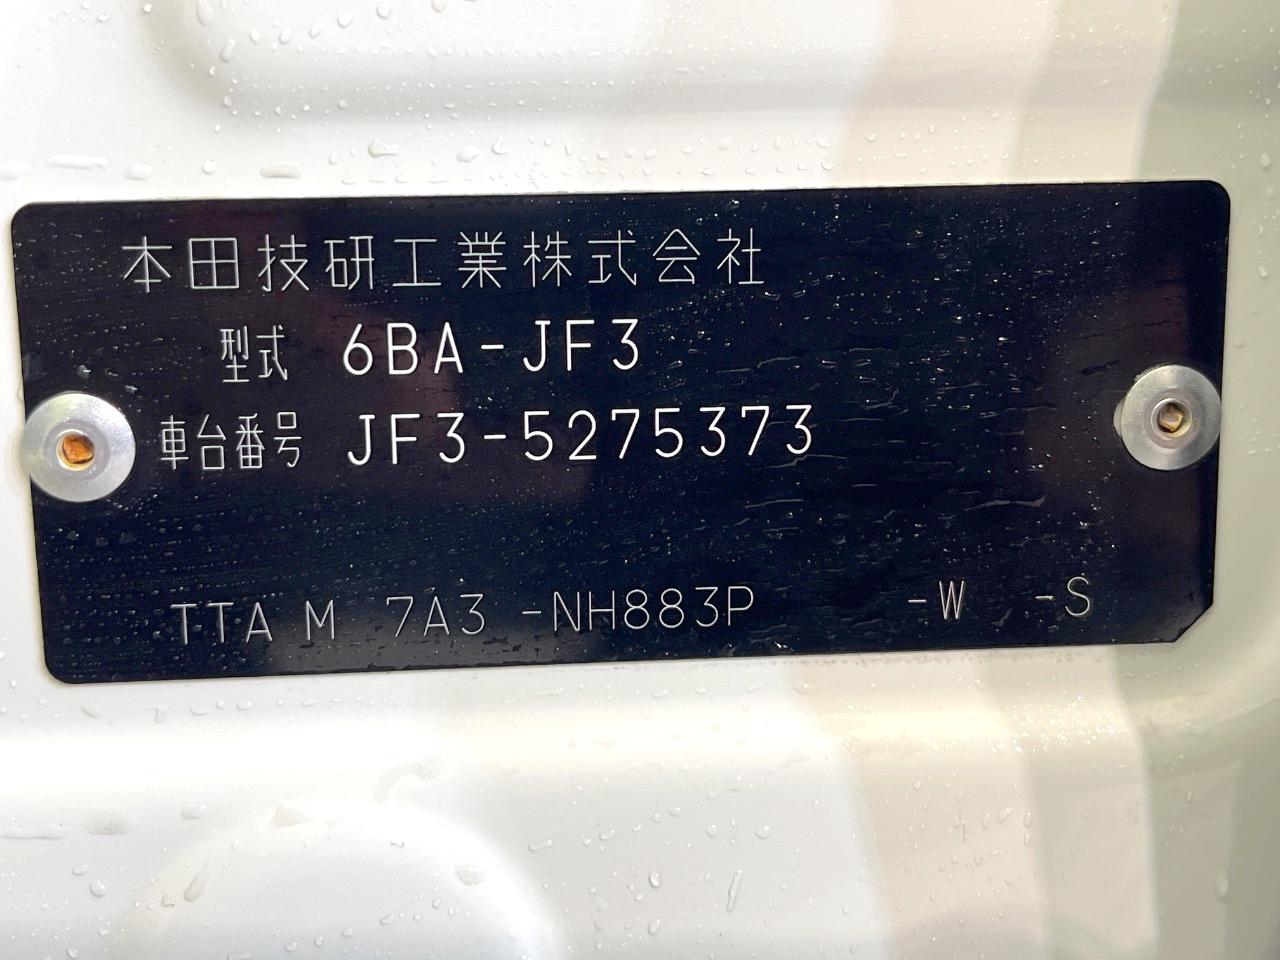 本田技研工業株式会社
型式 6BA-JF3
車台番号 JF3-5275373
TTA M 7A3 -NH883P -W -S